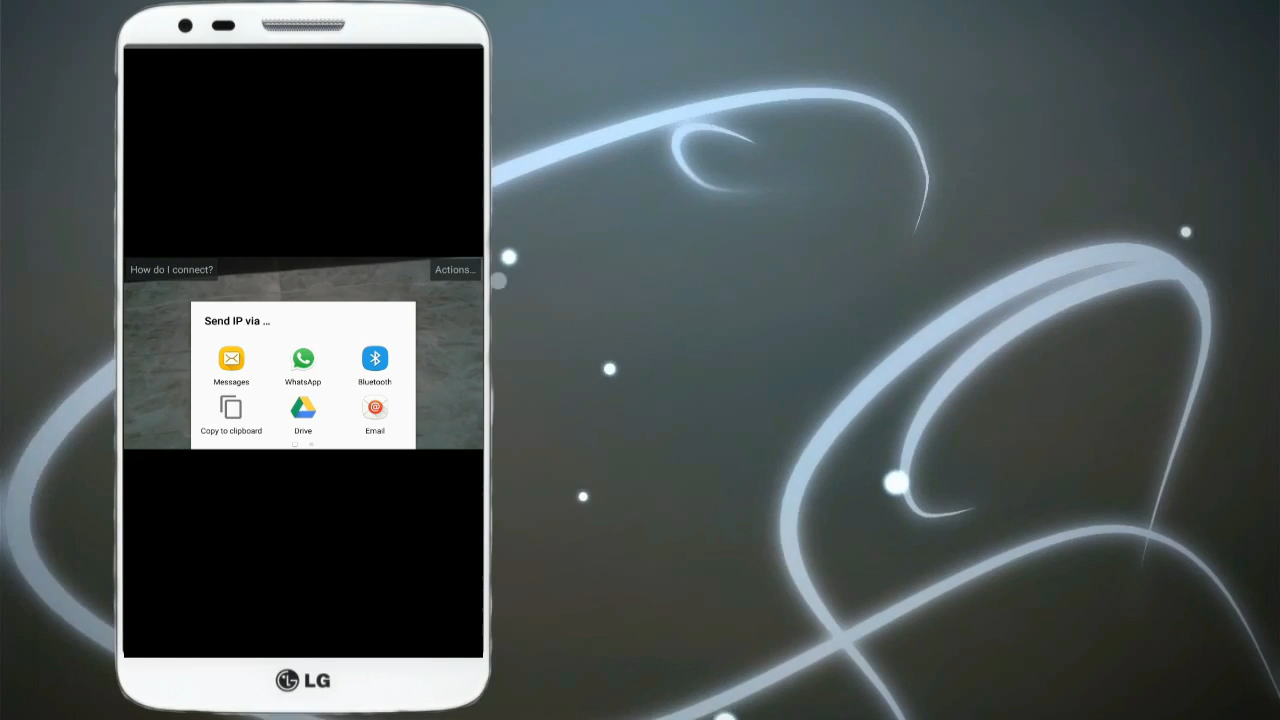 How do I connect?
Actions...
Send IP via ...
Messages
WhatsApp
Bluetooth
Copy to clipboard
Drive
Email
LG